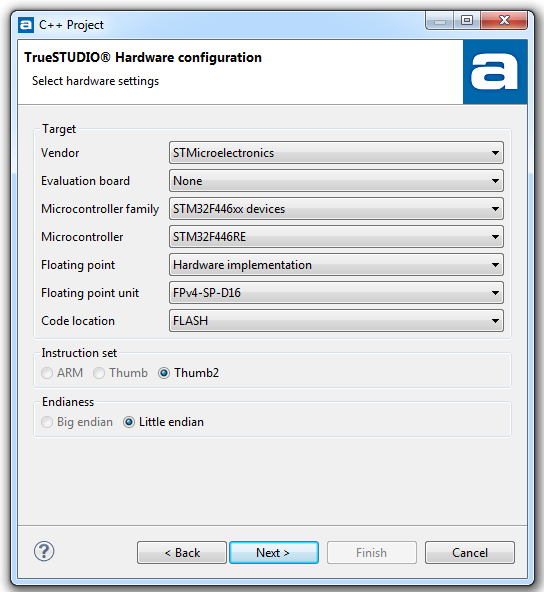 C++ Project
TrueSTUDIO® Hardware configuration
Select hardware settings
a
Target
Vendor STMicroelectronics
Evaluation board None
Microcontroller family STM32F446xx devices
Microcontroller STM32F446RE
Floating point Hardware implementation
Floating point unit FPv4-SP-D16
Code location FLASH
Instruction set
ARM Thumb Thumb2
Endianess
Big endian Little endian
? < Back Next > Finish Cancel